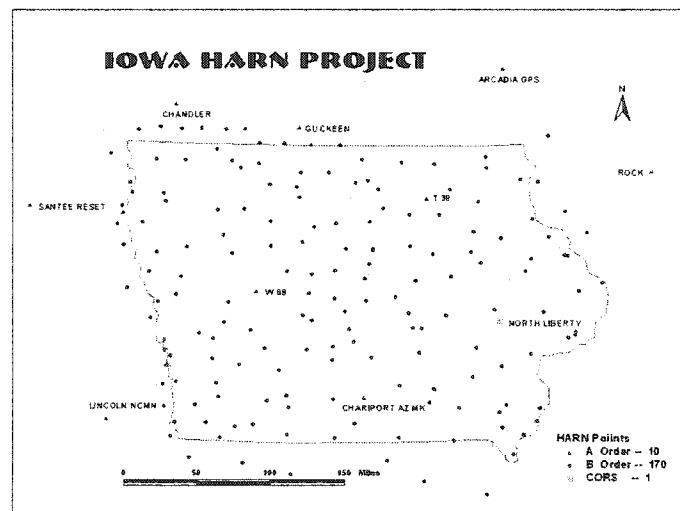 IOWA HARN PROJECT
ARCADIA GPS
N
CHANDLER
GUCKEEN
ROCK
T 39
SANTEE RESET
W 88
NORTH LIBERTY
LINCOLN NCMN
CHARIPORT AZ MK
HARN Points
A Order -- 10
B Order -- 170
CORS -- 1
0 50 100 150 Miles